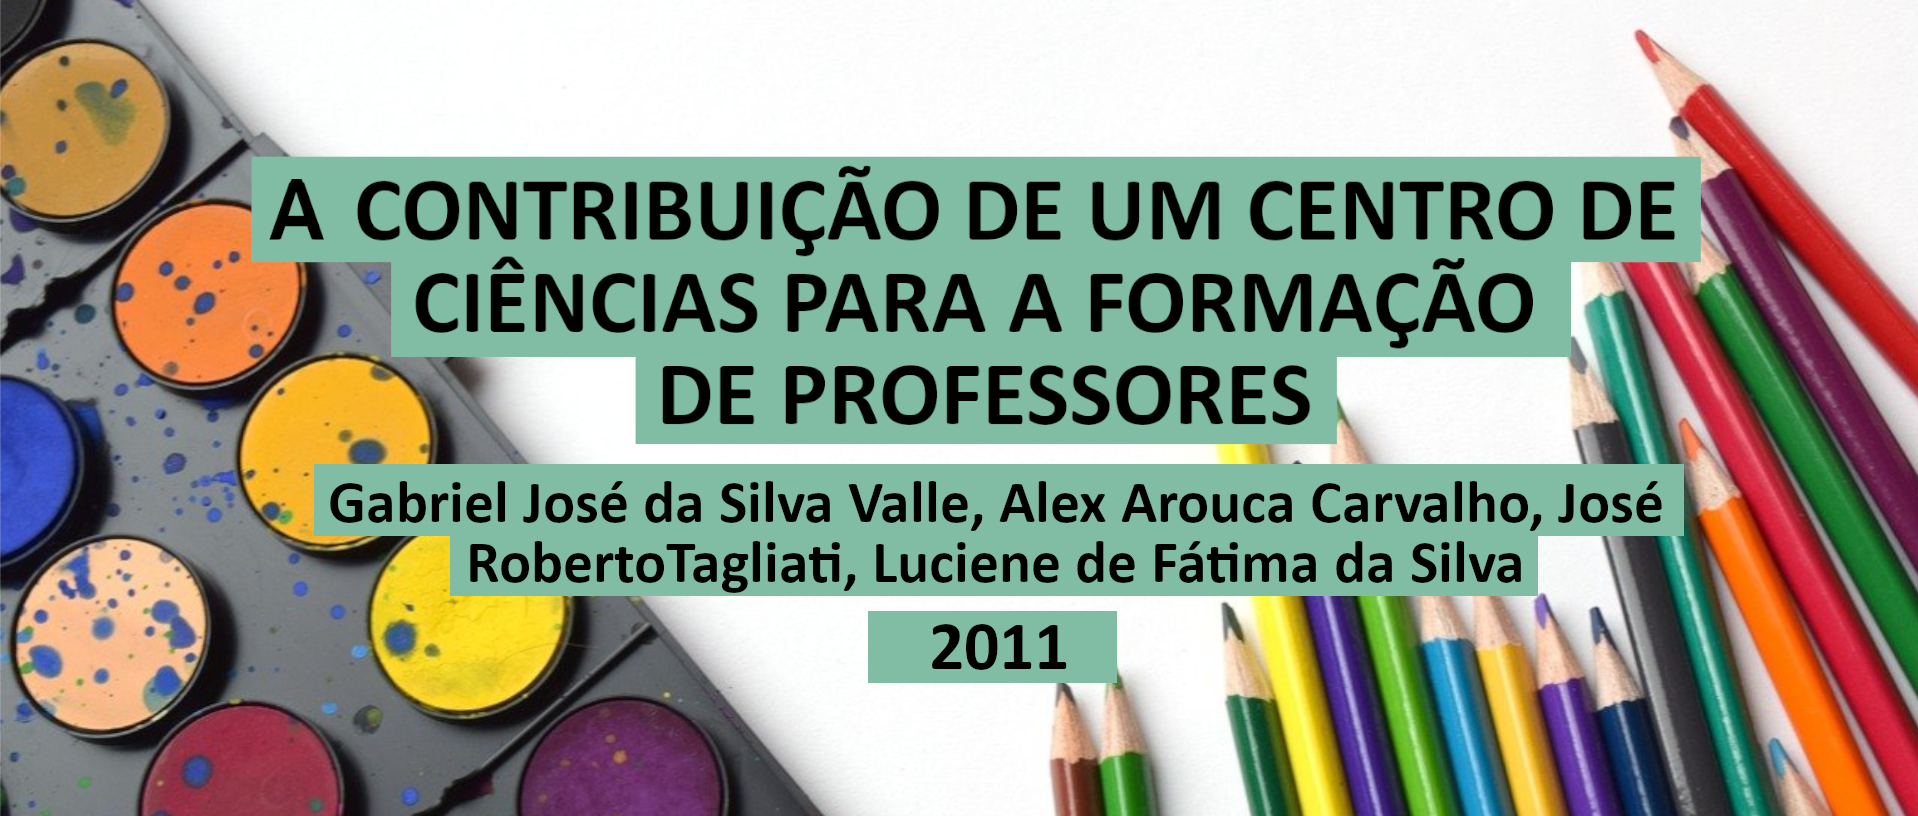 A CONTRIBUIÇÃO DE UM CENTRO DE
CIÊNCIAS PARA A FORMAÇÃO
DE PROFESSORES
Gabriel José da Silva Valle, Alex Arouca Carvalho, José
RobertoTagliati, Luciene de Fátima da Silva
2011